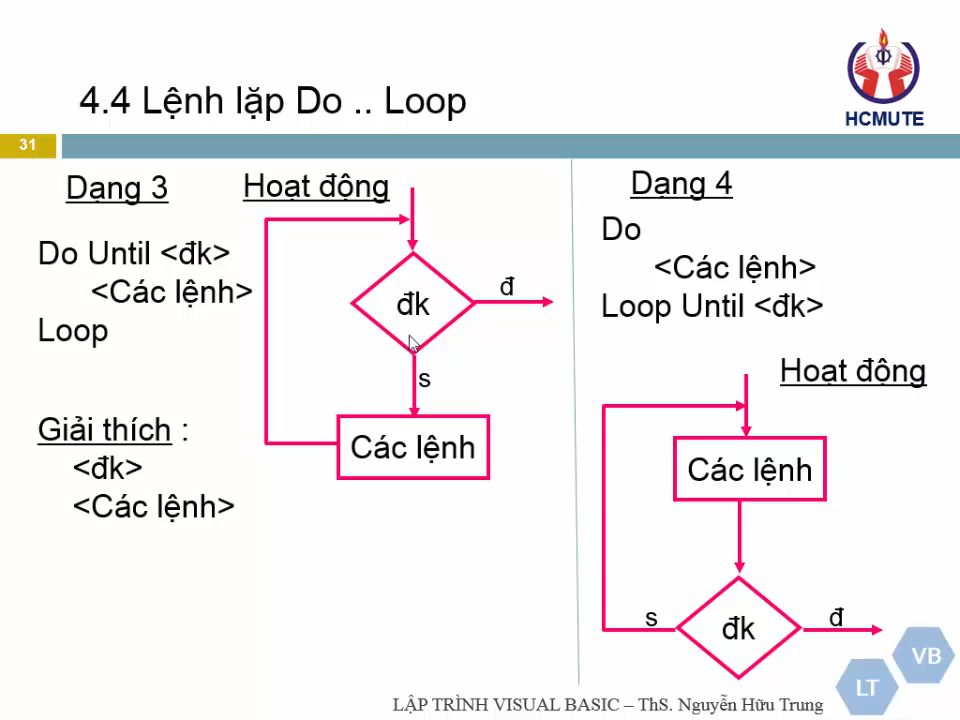 4.4 Lệnh lặp Do .. Loop
HCMUTE
31
Dạng 3
Hoạt động
Do Until <đk>
<Các lệnh>
Loop
đk
đ
s
Các lệnh
Giải thích :
<đk>
<Các lệnh>
Dạng 4
Do
<Các lệnh>
Loop Until <đk>
Hoạt động
Các lệnh
s
đk
đ
VB
LT
LẬP TRÌNH VISUAL BASIC – ThS. Nguyễn Hữu Trung